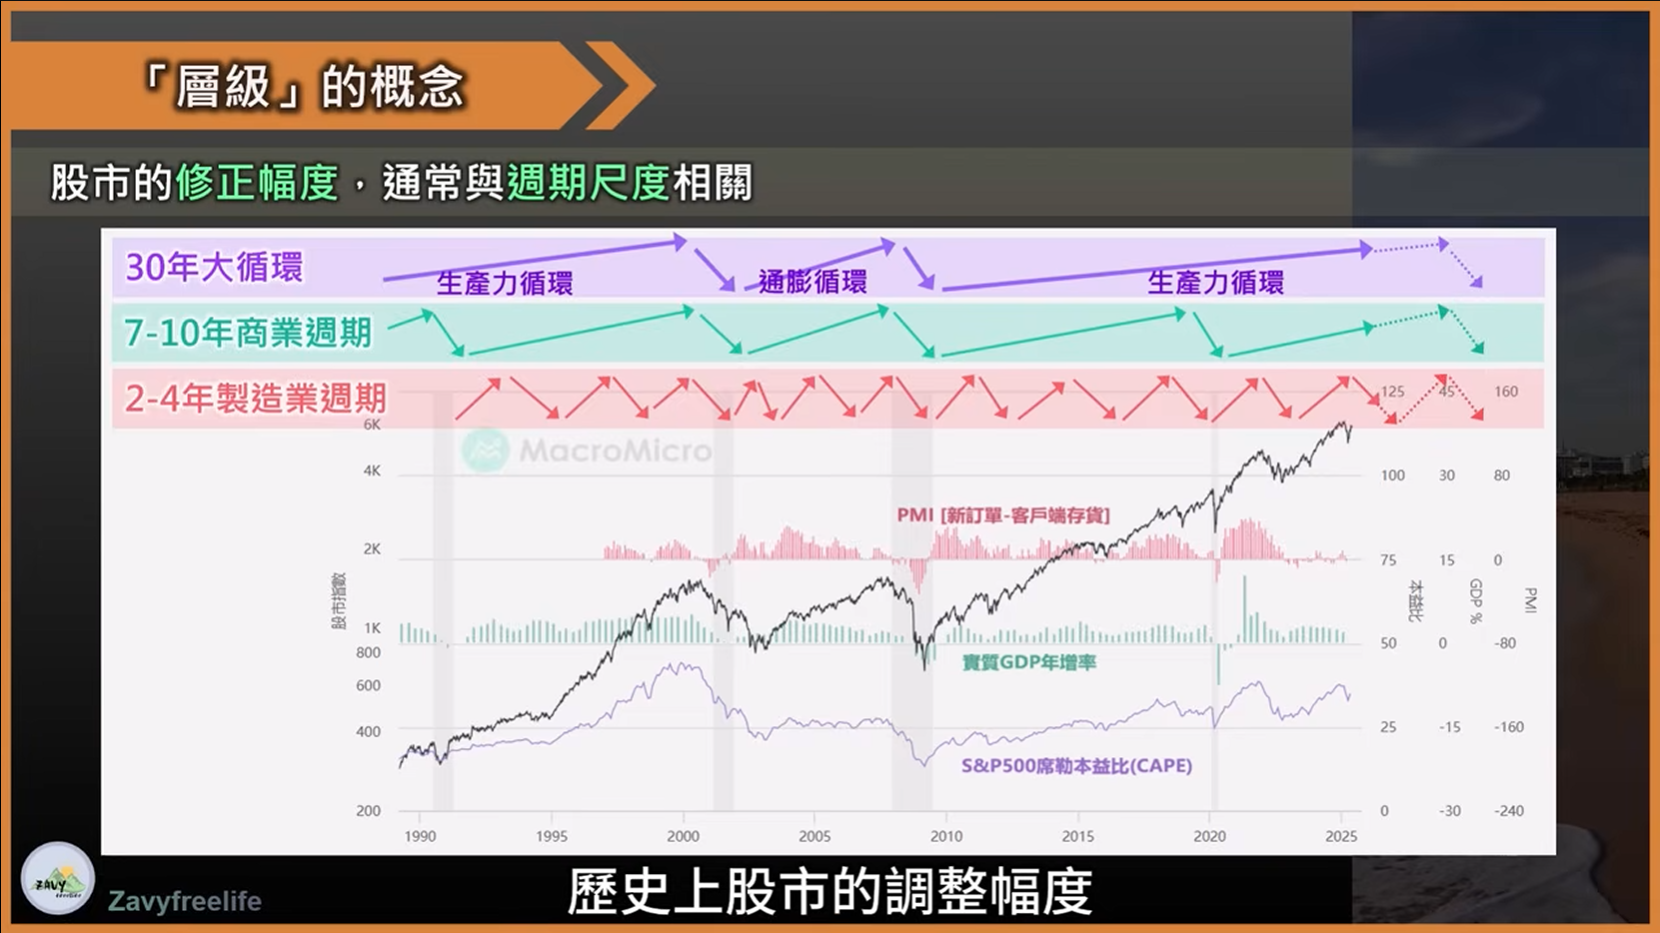 「層級」的概念
股市的修正幅度，通常與週期尺度相關
30年大循環
生產力循環
通膨循環
生產力循環
7-10年商業週期
2-4年製造業週期
125 45 160
6K
MacroMicro
4K
100 30 80
PMI [新訂單-客戶端存貨]
2K
75 15 0
股市指數
本益比
GDP %
PMI
1K
50 0 -80
800
實質GDP年增率
600
400
25 -15 -160
S&P500席勒本益比(CAPE)
200
0 -30 -240
1990 1995 2000 2005 2010 2015 2020 2025
ZAVY
Zavyfreelife
歷史上股市的調整幅度